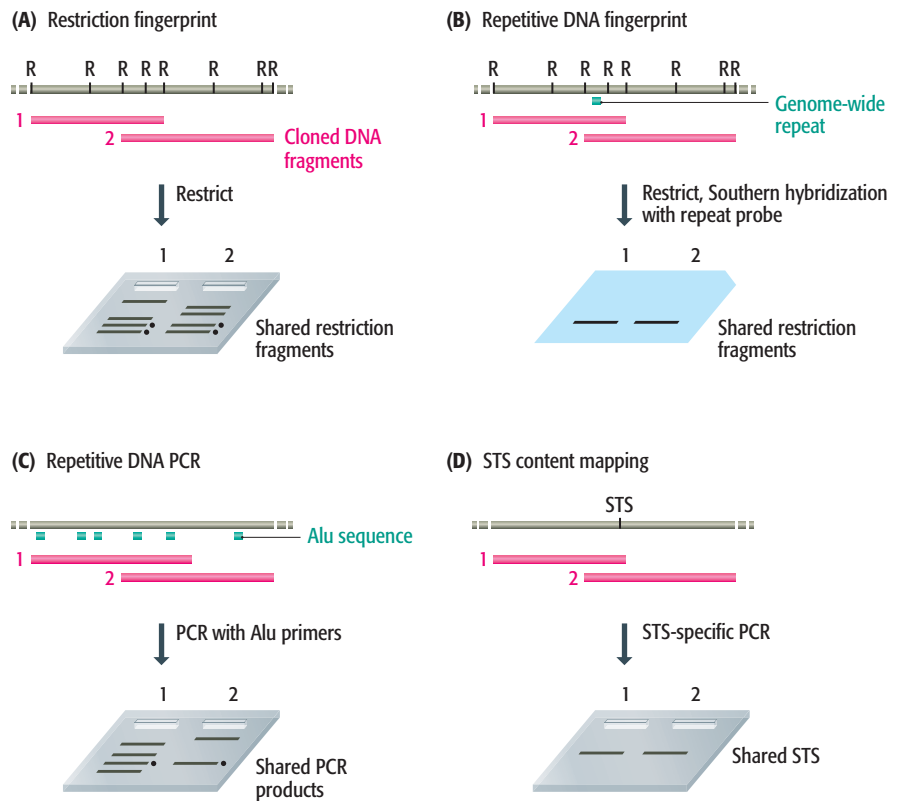 (A) Restriction fingerprint
R R R R R R RR
1
2
Cloned DNA
fragments
Restrict
1 2
Shared restriction
fragments
(B) Repetitive DNA fingerprint
R R R R R R RR
Genome-wide
repeat
1
2
Restrict, Southern hybridization
with repeat probe
1 2
Shared restriction
fragments
(C) Repetitive DNA PCR
Alu sequence
1
2
PCR with Alu primers
1 2
Shared PCR
products
(D) STS content mapping
STS
1
2
STS-specific PCR
1 2
Shared STS